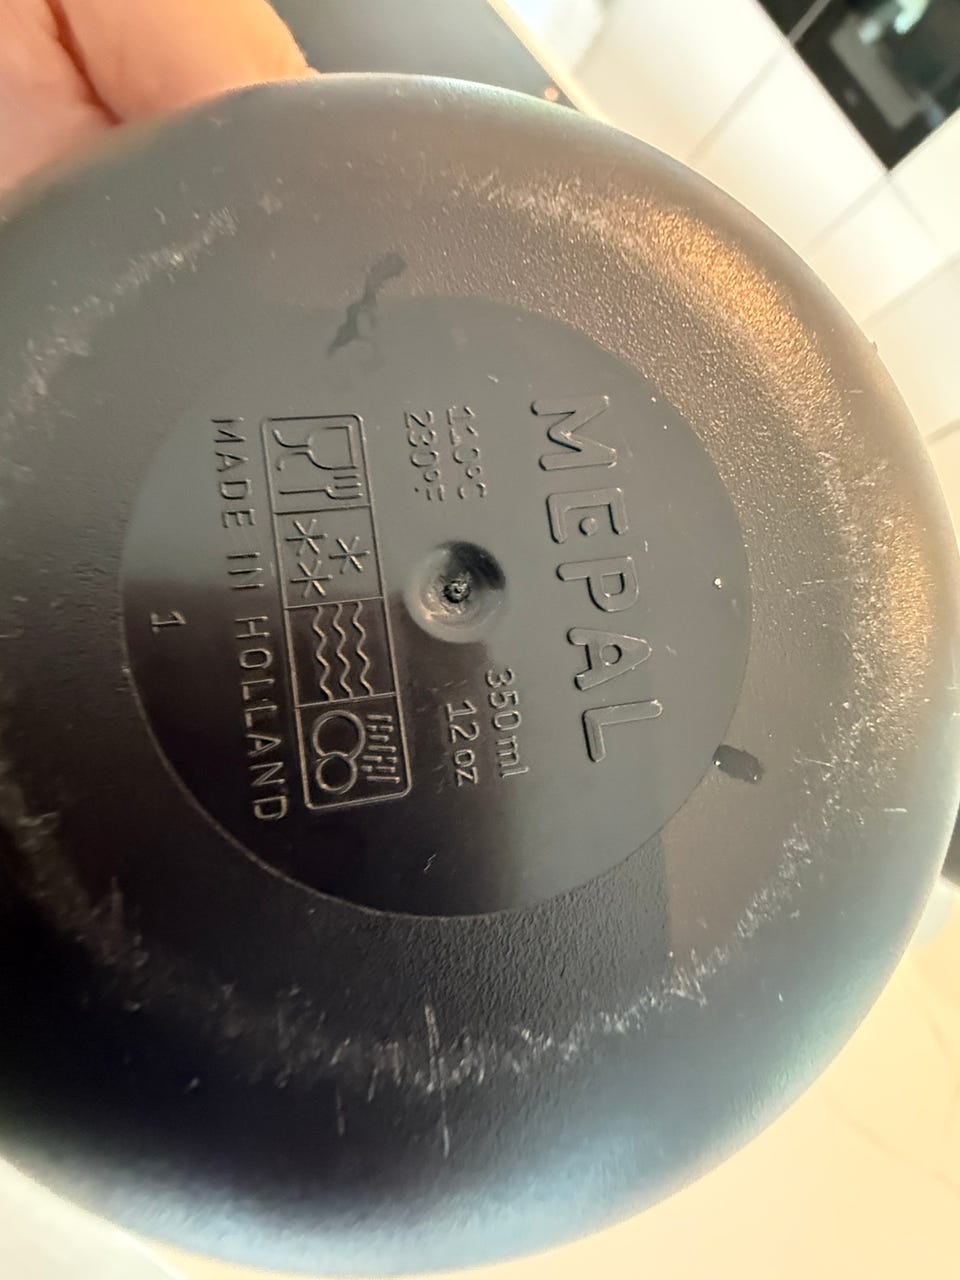 MEPAL
110°C
230°F
350 ml
12 oz
MADE IN HOLLAND
1